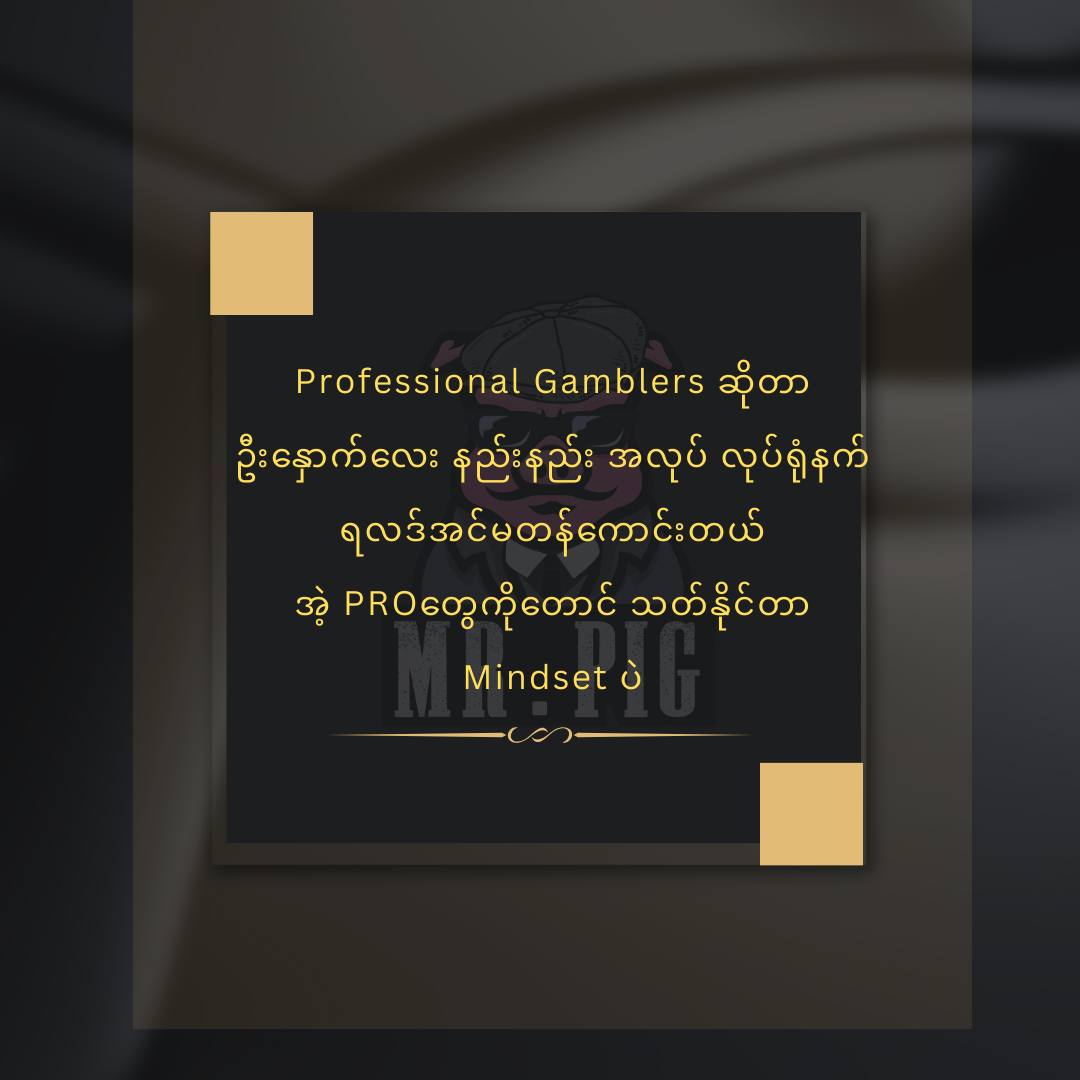 Professional Gamblers ဆိုတာ
ဦးနှောက်လေး နည်းနည်း အလုပ် လုပ်ရုံနက်
ရလဒ်အင်မတန်ကောင်းတယ်
အဲ့ PROတွေကိုတောင် သတ်နိုင်တာ
Mindset ပဲ
MR. PIG